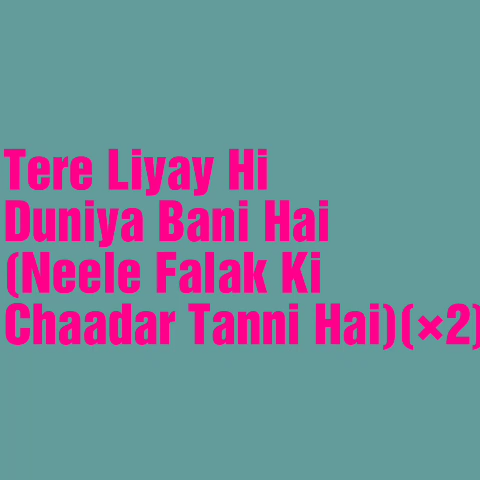 Tere Liyay Hi
Duniya Bani Hai
(Neele Falak Ki
Chaadar Tanni Hai)(×2)